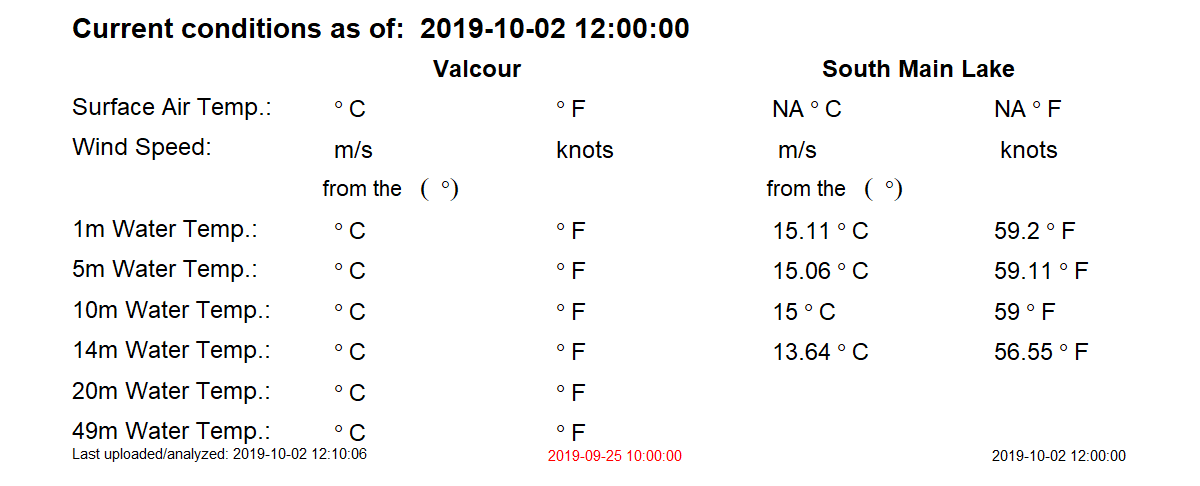 Current conditions as of: 2019-10-02 12:00:00
Valcour South Main Lake
Surface Air Temp.: ° C ° F NA ° C NA ° F
Wind Speed: m/s knots m/s knots
from the ( °) from the ( °)
1m Water Temp.: ° C ° F 15.11 ° C 59.2 ° F
5m Water Temp.: ° C ° F 15.06 ° C 59.11 ° F
10m Water Temp.: ° C ° F 15 ° C 59 ° F
14m Water Temp.: ° C ° F 13.64 ° C 56.55 ° F
20m Water Temp.: ° C ° F
49m Water Temp.: ° C ° F
Last uploaded/analyzed: 2019-10-02 12:10:06 2019-09-25 10:00:00 2019-10-02 12:00:00